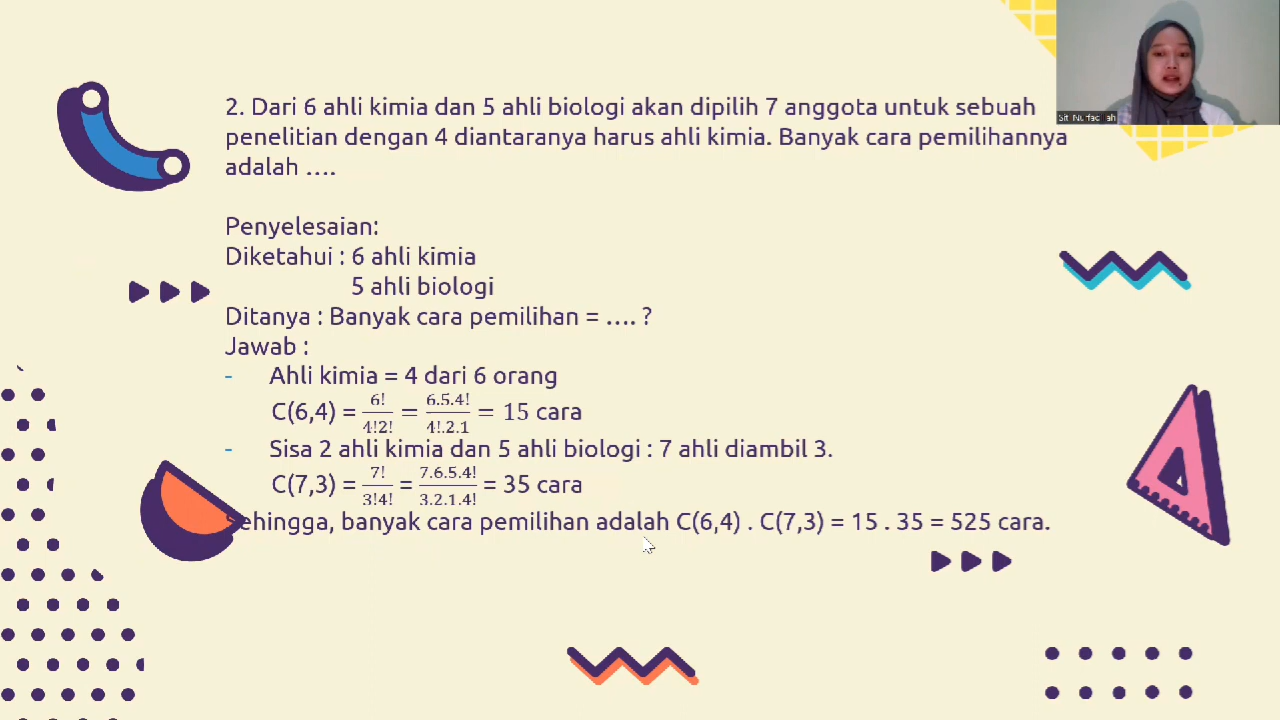 2. Dari 6 ahli kimia dan 5 ahli biologi akan dipilih 7 anggota untuk sebuah
penelitian dengan 4 diantaranya harus ahli kimia. Banyak cara pemilihannya
adalah ....
Penyelesaian:
Diketahui : 6 ahli kimia
5 ahli biologi
Ditanya : Banyak cara pemilihan = .... ?
Jawab :
- Ahli kimia = 4 dari 6 orang
C(6,4) = 6!/4!2! = 6.5.4!/4!.2.1 = 15 cara
- Sisa 2 ahli kimia dan 5 ahli biologi : 7 ahli diambil 3.
C(7,3) = 7!/3!4! = 7.6.5.4!/3.2.1.4! = 35 cara
Sehingga, banyak cara pemilihan adalah C(6,4) . C(7,3) = 15 . 35 = 525 cara.